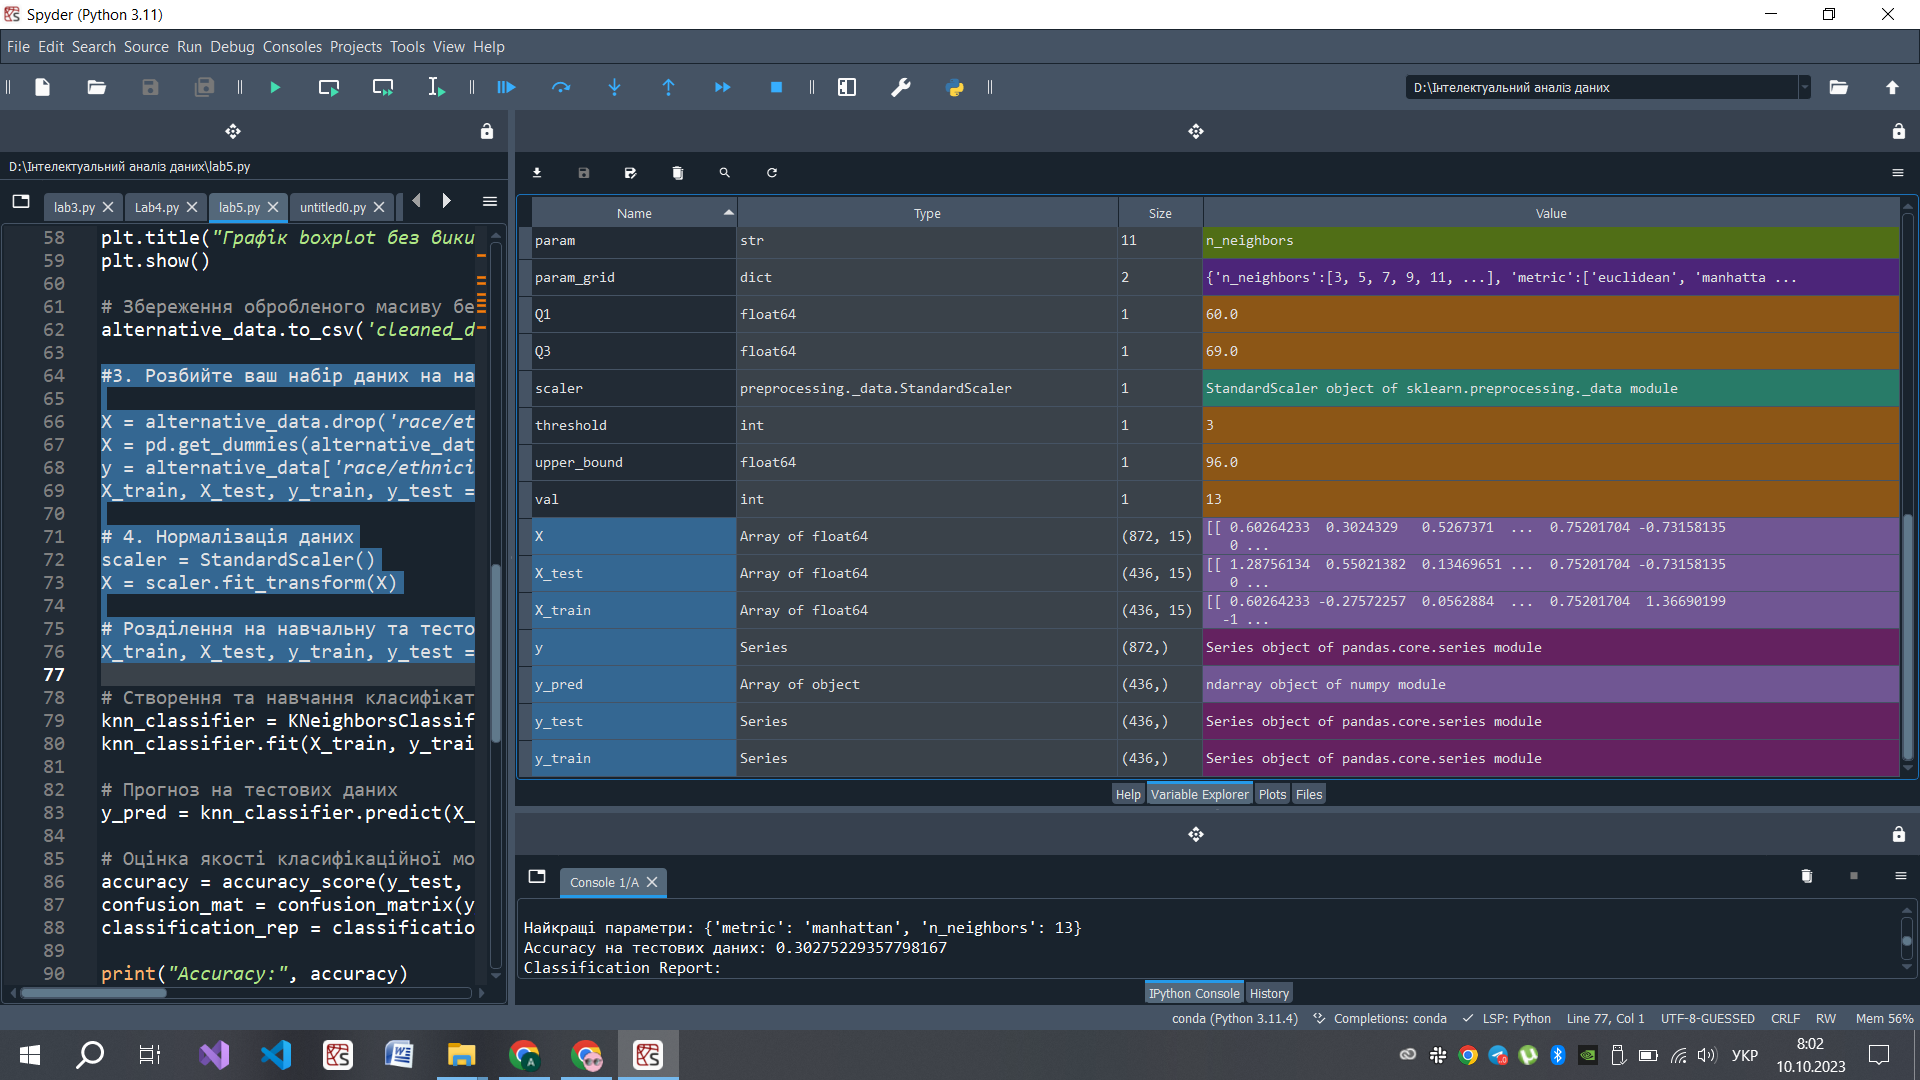 Spyder (Python 3.11)
File Edit Search Source Run Debug Consoles Projects Tools View Help
D:\Інтелектуальний аналіз даних
D:\Інтелектуальний аналіз даних\lab5.py
lab3.py
Lab4.py
lab5.py
untitled0.py
58 plt.title("Графік boxplot без вики
59 plt.show()
60
61 # Збереження обробленого масиву бе
62 alternative_data.to_csv('cleaned_d
63
64 #3. Розбийте ваш набір даних на на
65
66 X = alternative_data.drop('race/et
67 X = pd.get_dummies(alternative_dat
68 y = alternative_data['race/ethnici
69 X_train, X_test, y_train, y_test =
70
71 # 4. Нормалізація даних
72 scaler = StandardScaler()
73 X = scaler.fit_transform(X)
74
75 # Розділення на навчальну та тесто
76 X_train, X_test, y_train, y_test =
77
78 # Створення та навчання класифікат
79 knn_classifier = KNeighborsClassif
80 knn_classifier.fit(X_train, y_trai
81
82 # Прогноз на тестових даних
83 y_pred = knn_classifier.predict(X_
84
85 # Оцінка якості класифікаційної мо
86 accuracy = accuracy_score(y_test,
87 confusion_mat = confusion_matrix(y
88 classification_rep = classificatio
89
90 print("Accuracy:", accuracy)
Name Type Size Value
param str 11 n_neighbors
param_grid dict 2 {'n_neighbors':[3, 5, 7, 9, 11, ...], 'metric':['euclidean', 'manhatta ...
Q1 float64 1 60.0
Q3 float64 1 69.0
scaler preprocessing._data.StandardScaler 1 StandardScaler object of sklearn.preprocessing._data module
threshold int 1 3
upper_bound float64 1 96.0
val int 1 13
X Array of float64 (872, 15) [[ 0.60264233 0.3024329 0.5267371 ... 0.75201704 -0.73158135
0 ...
X_test Array of float64 (436, 15) [[ 1.28756134 0.55021382 0.13469651 ... 0.75201704 -0.73158135
0 ...
X_train Array of float64 (436, 15) [[ 0.60264233 -0.27572257 0.0562884 ... 0.75201704 1.36690199
-1 ...
y Series (872,) Series object of pandas.core.series module
y_pred Array of object (436,) ndarray object of numpy module
y_test Series (436,) Series object of pandas.core.series module
y_train Series (436,) Series object of pandas.core.series module
Help Variable Explorer Plots Files
Console 1/A
Найкращі параметри: {'metric': 'manhattan', 'n_neighbors': 13}
Accuracy на тестових даних: 0.30275229357798167
Classification Report:
IPython Console History
conda (Python 3.11.4) Completions: conda LSP: Python Line 77, Col 1 UTF-8-GUESSED CRLF RW Mem 56%
УКР
8:02
10.10.2023